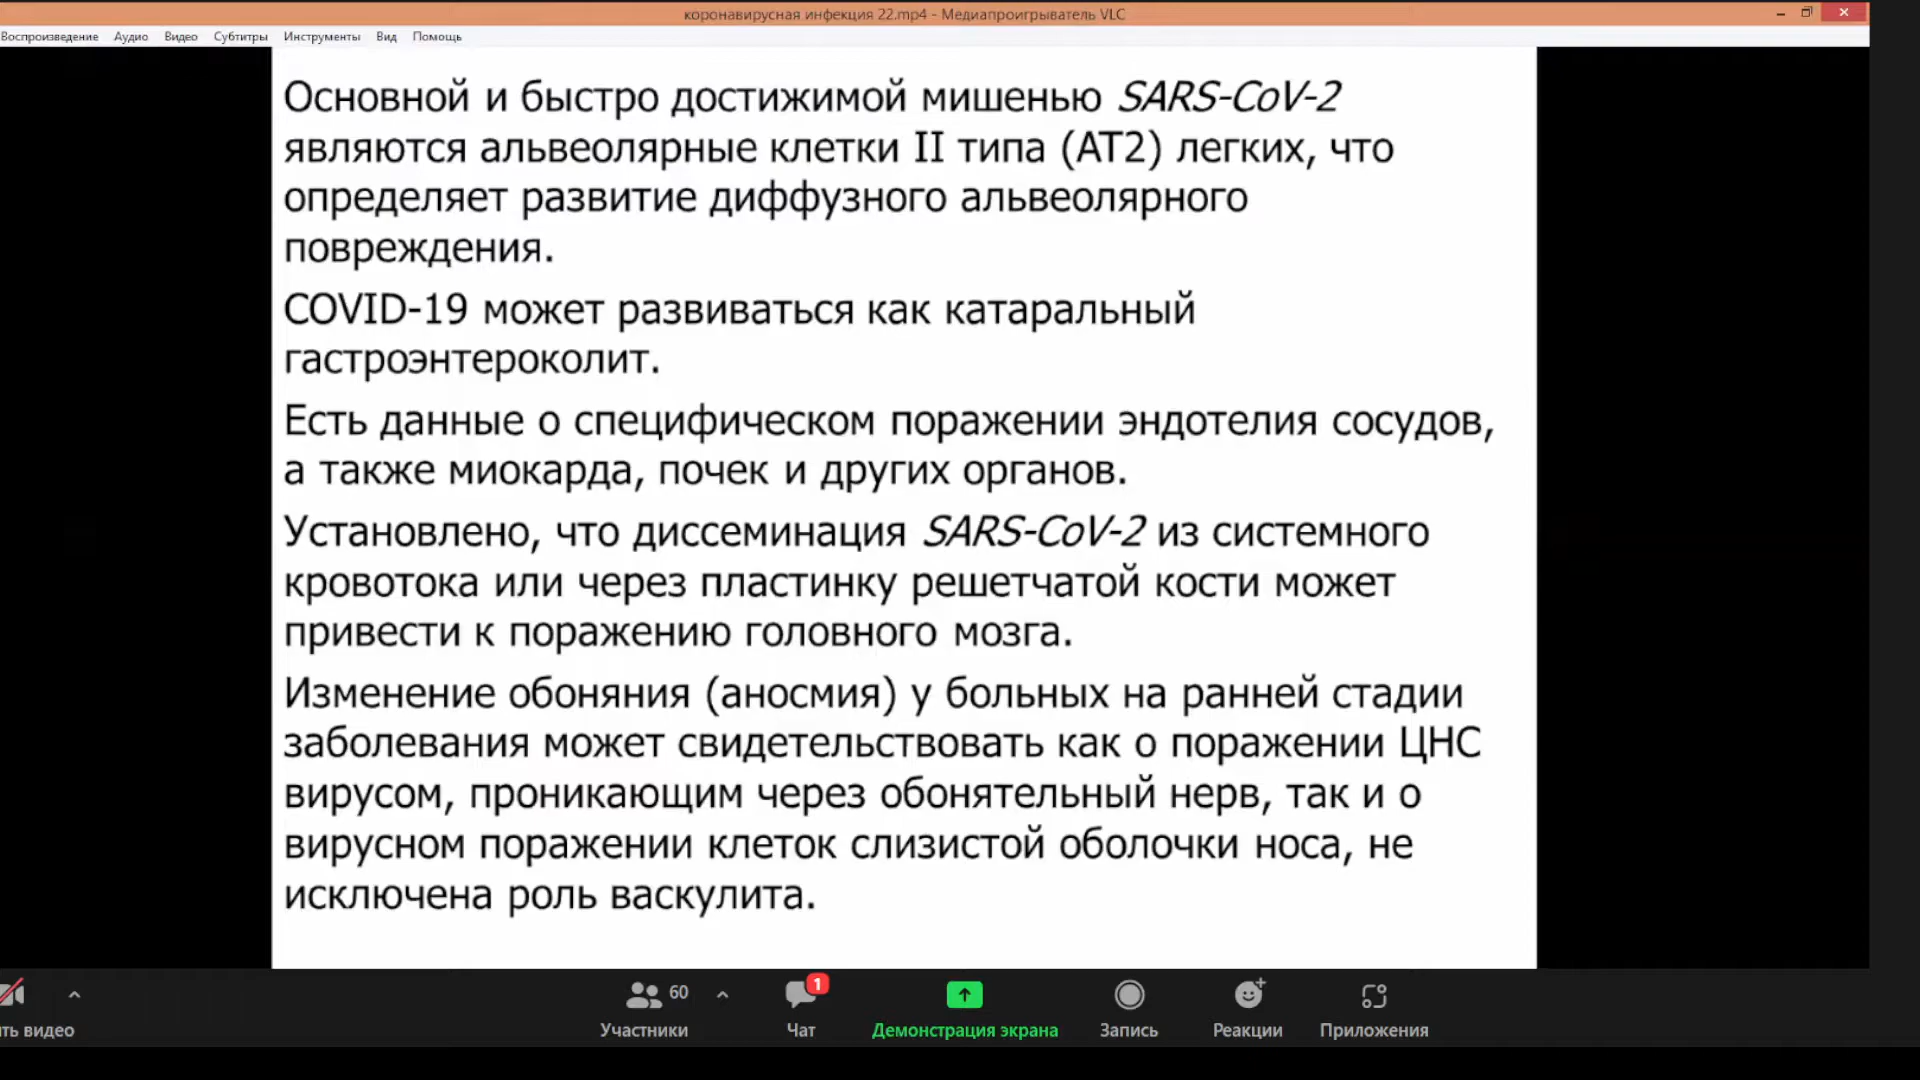 коронавирусная инфекция 22.mp4 - Медиапроигрыватель VLC
Воспроизведение Аудио Видео Субтитры Инструменты Вид Помощь
Основной и быстро достижимой мишенью SARS-CoV-2
являются альвеолярные клетки II типа (АТ2) легких, что
определяет развитие диффузного альвеолярного
повреждения.
COVID-19 может развиваться как катаральный
гастроэнтероколит.
Есть данные о специфическом поражении эндотелия сосудов,
а также миокарда, почек и других органов.
Установлено, что диссеминация SARS-CoV-2 из системного
кровотока или через пластинку решетчатой кости может
привести к поражению головного мозга.
Изменение обоняния (аносмия) у больных на ранней стадии
заболевания может свидетельствовать как о поражении ЦНС
вирусом, проникающим через обонятельный нерв, так и о
вирусном поражении клеток слизистой оболочки носа, не
исключена роль васкулита.
60 1
ть видео Участники Чат Демонстрация экрана Запись Реакции Приложения